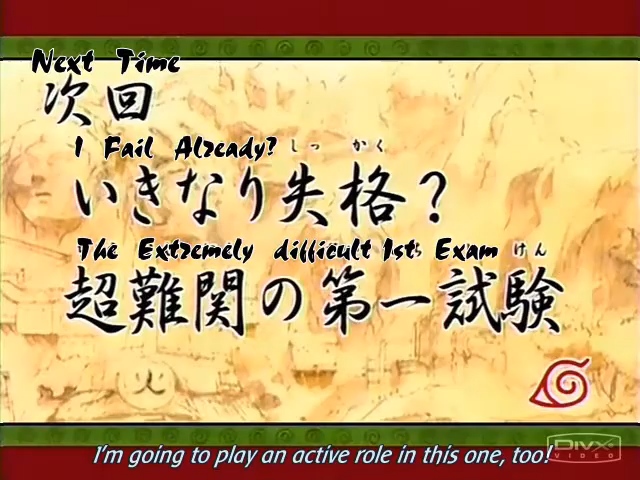 Next Time
次回
I Fail Already? しっ かく
いきなり失格?
The Extremely difficult 1st Exam けん
超難関の第一試験
火
DIVX
VIDEO
I'm going to play an active role in this one, too!